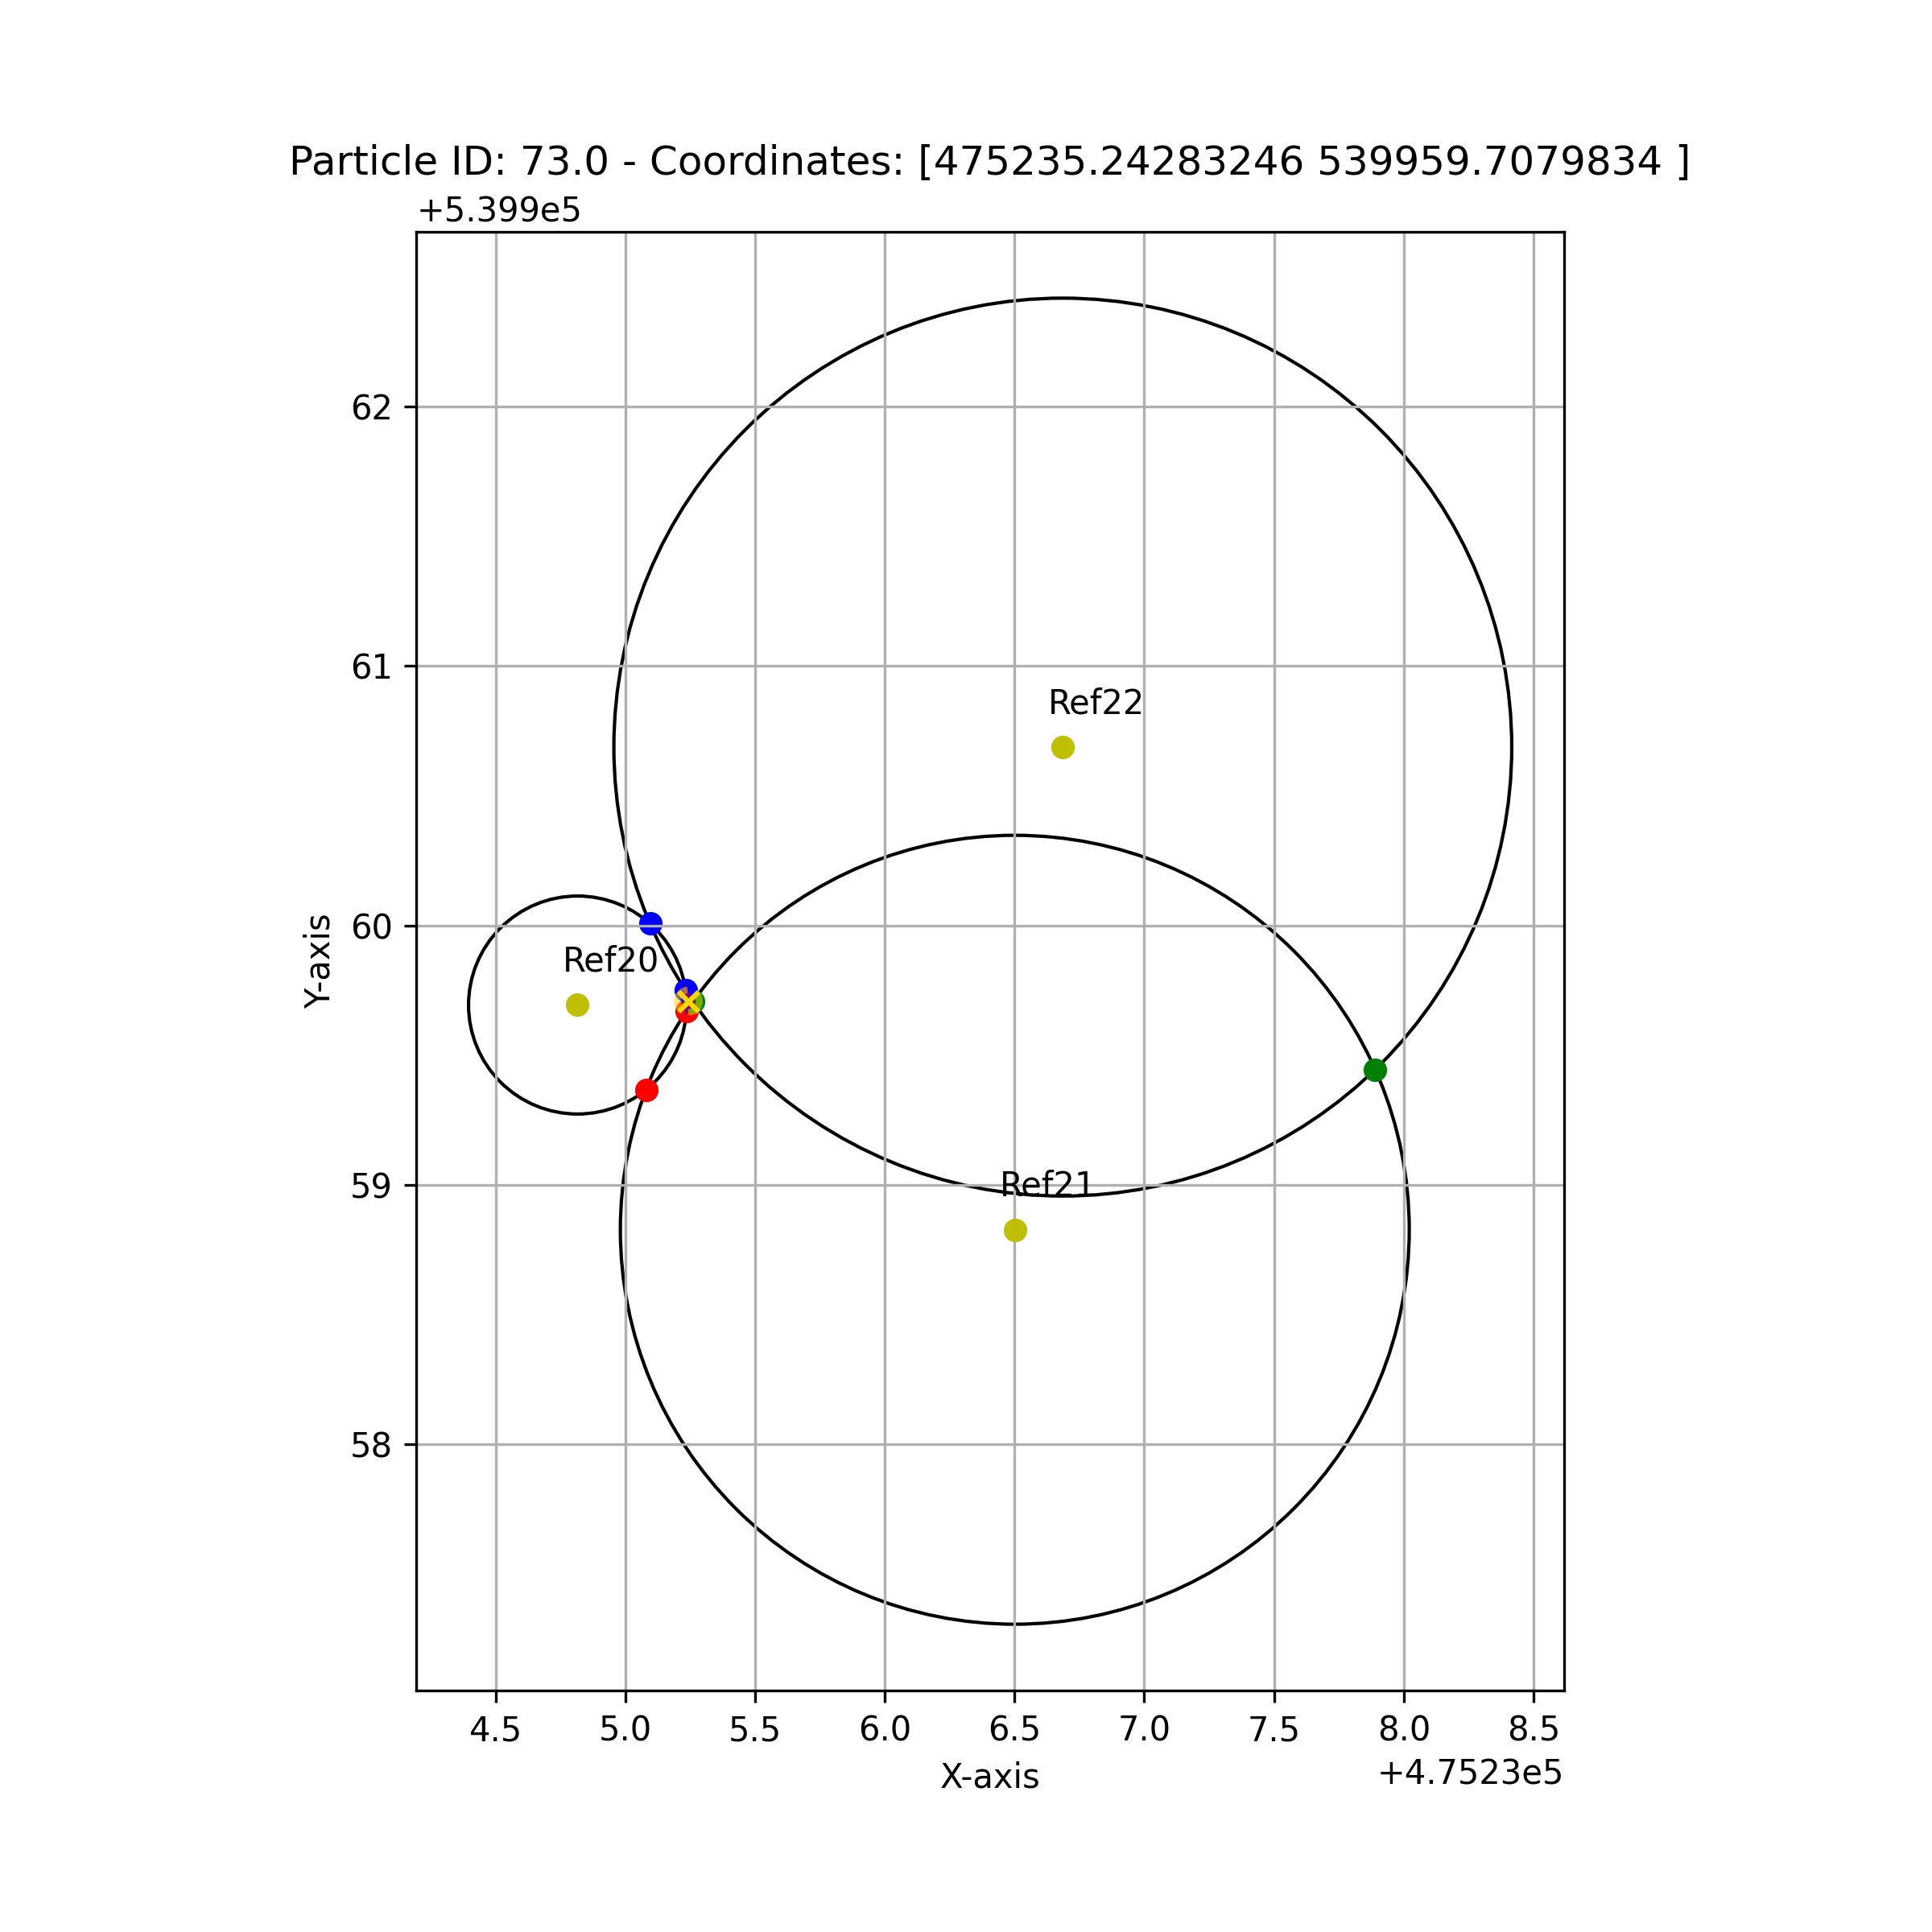 Particle ID: 73.0 - Coordinates: [475235.24283246 539959.7079834 ]
+5.399e5
62
61
Ref22
60
Ref20
Y-axis
59
Ref21
58
4.5 5.0 5.5 6.0 6.5 7.0 7.5 8.0 8.5
X-axis
+4.7523e5